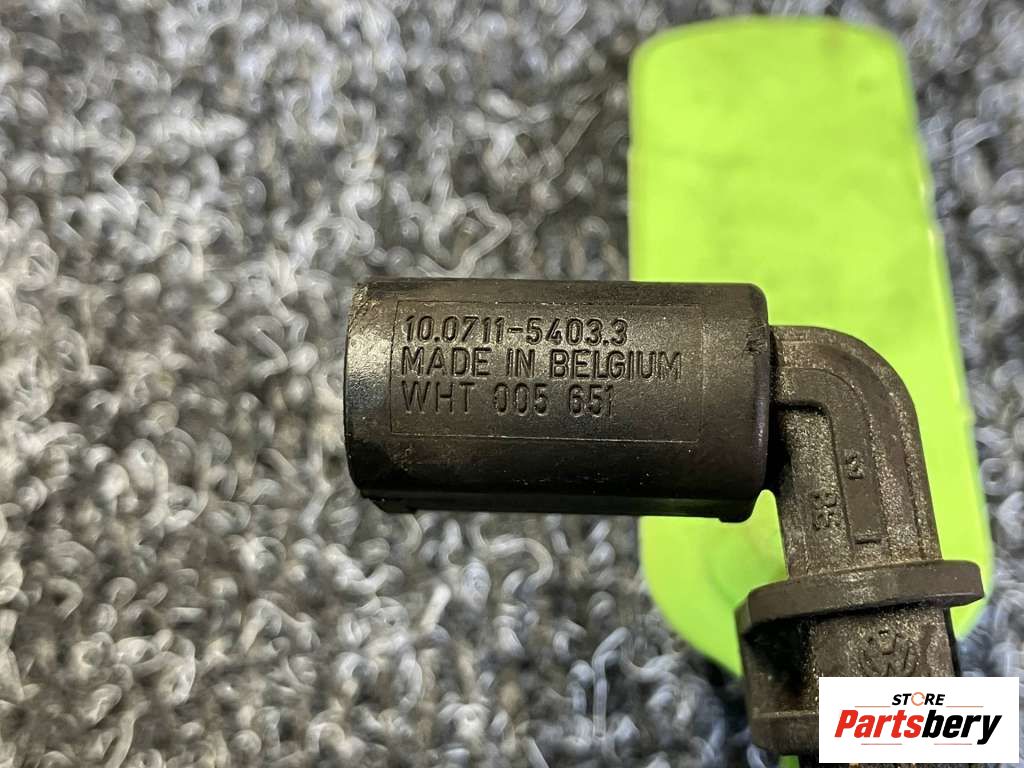 10.0711-5403.3
MADE IN BELGIUM
WHT 005 651
STORE
Partsbery